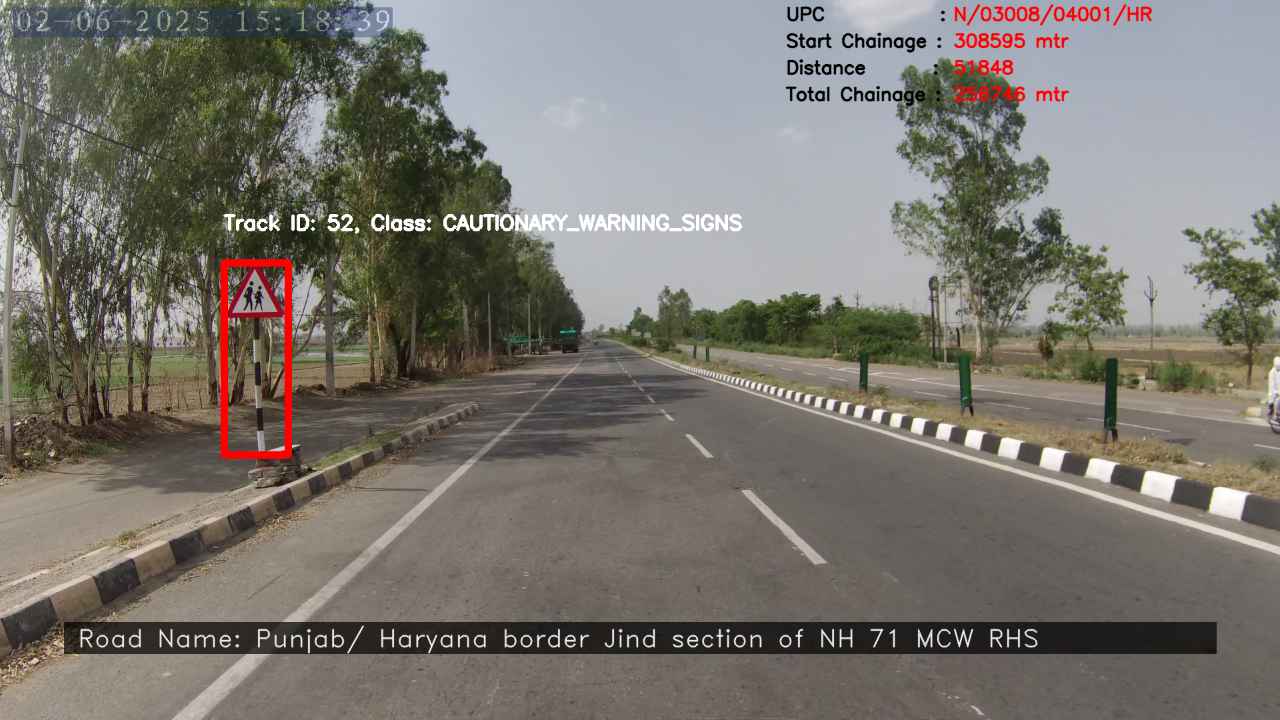 02-06-2025 15:18:39
UPC : N/03008/04001/HR
Start Chainage : 308595 mtr
Distance : 51848
Total Chainage : 256746 mtr
Track ID: 52, Class: CAUTIONARY_WARNING_SIGNS
Road Name: Punjab/ Haryana border Jind section of NH 71 MCW RHS